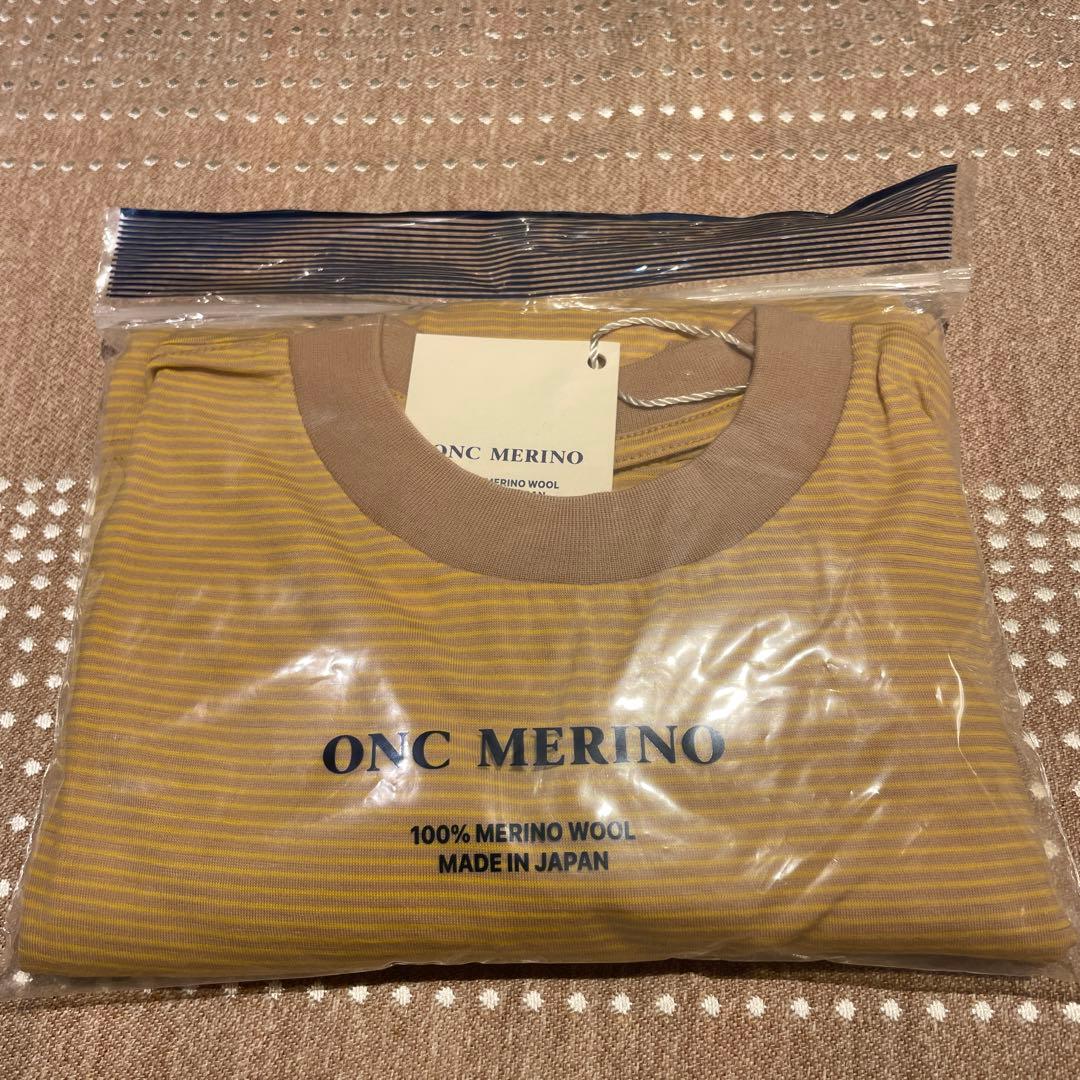 ONC MERINO
MERINO WOOL
ONC MERINO
100% MERINO WOOL
MADE IN JAPAN